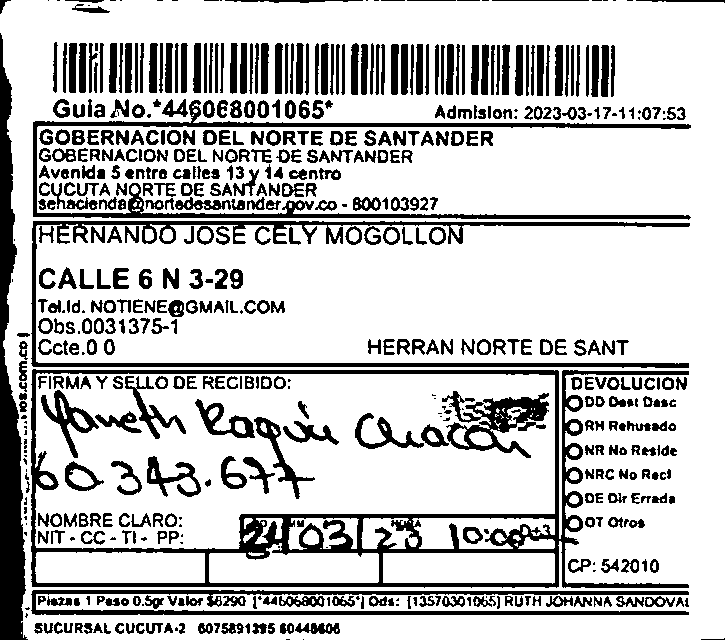 Guia No.*446068001065*
Admision: 2023-03-17-11:07:53
GOBERNACION DEL NORTE DE SANTANDER
GOBERNACION DEL NORTE DE SANTANDER
Avenida 5 entre calles 13 y 14 centro
CUCUTA NORTE DE SANTANDER
sehacienda@nortedesantander.gov.co - 800103927
HERNANDO JOSE CELY MOGOLLON
CALLE 6 N 3-29
Tel.Id. NOTIENE@GMAIL.COM
Obs.0031375-1
Ccte.0 0
HERRAN NORTE DE SANT
FIRMA Y SELLO DE RECIBIDO:
Yaneth Chacon
60.343.677
NOMBRE CLARO:
NIT - CC - TI - PP:
24/03/23 10:00
DEVOLUCION
DD Dest Desc
RH Rehusado
NR No Reside
NRC No Recl
DE Dir Errada
OT Otros
CP: 542010
Piezas 1 Peso 0.5gr Valor $6290 [*446068001065*] Ods: [13570301065] RUTH JOHANNA SANDOVAL
SUCURSAL CUCUTA-2